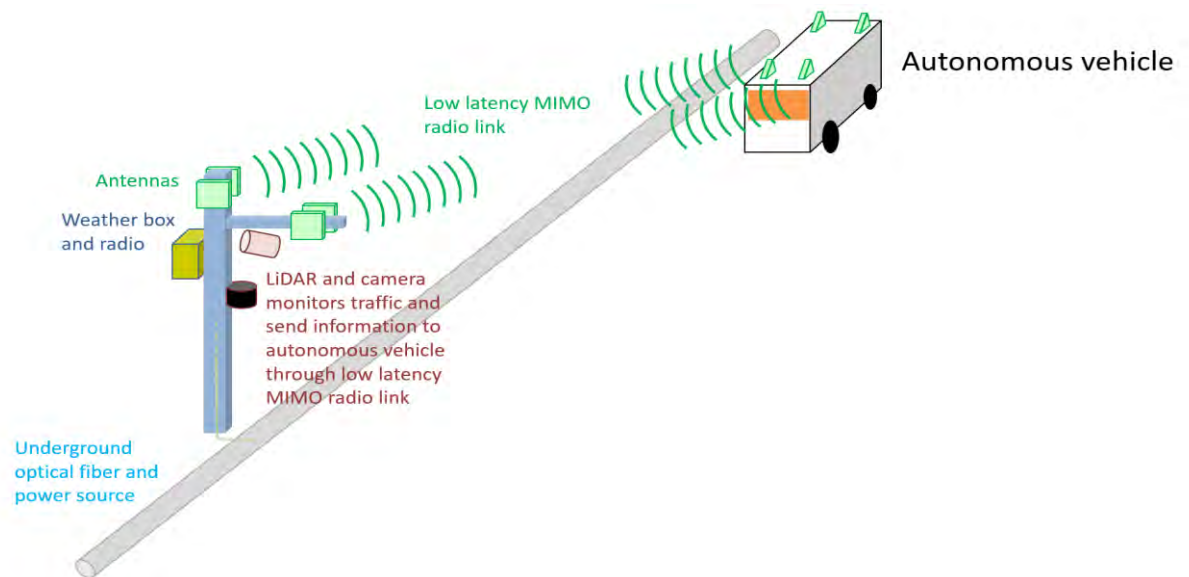 Autonomous vehicle
Low latency MIMO
radio link
Antennas
Weather box
and radio
LiDAR and camera
monitors traffic and
send information to
autonomous vehicle
through low latency
MIMO radio link
Underground
optical fiber and
power source